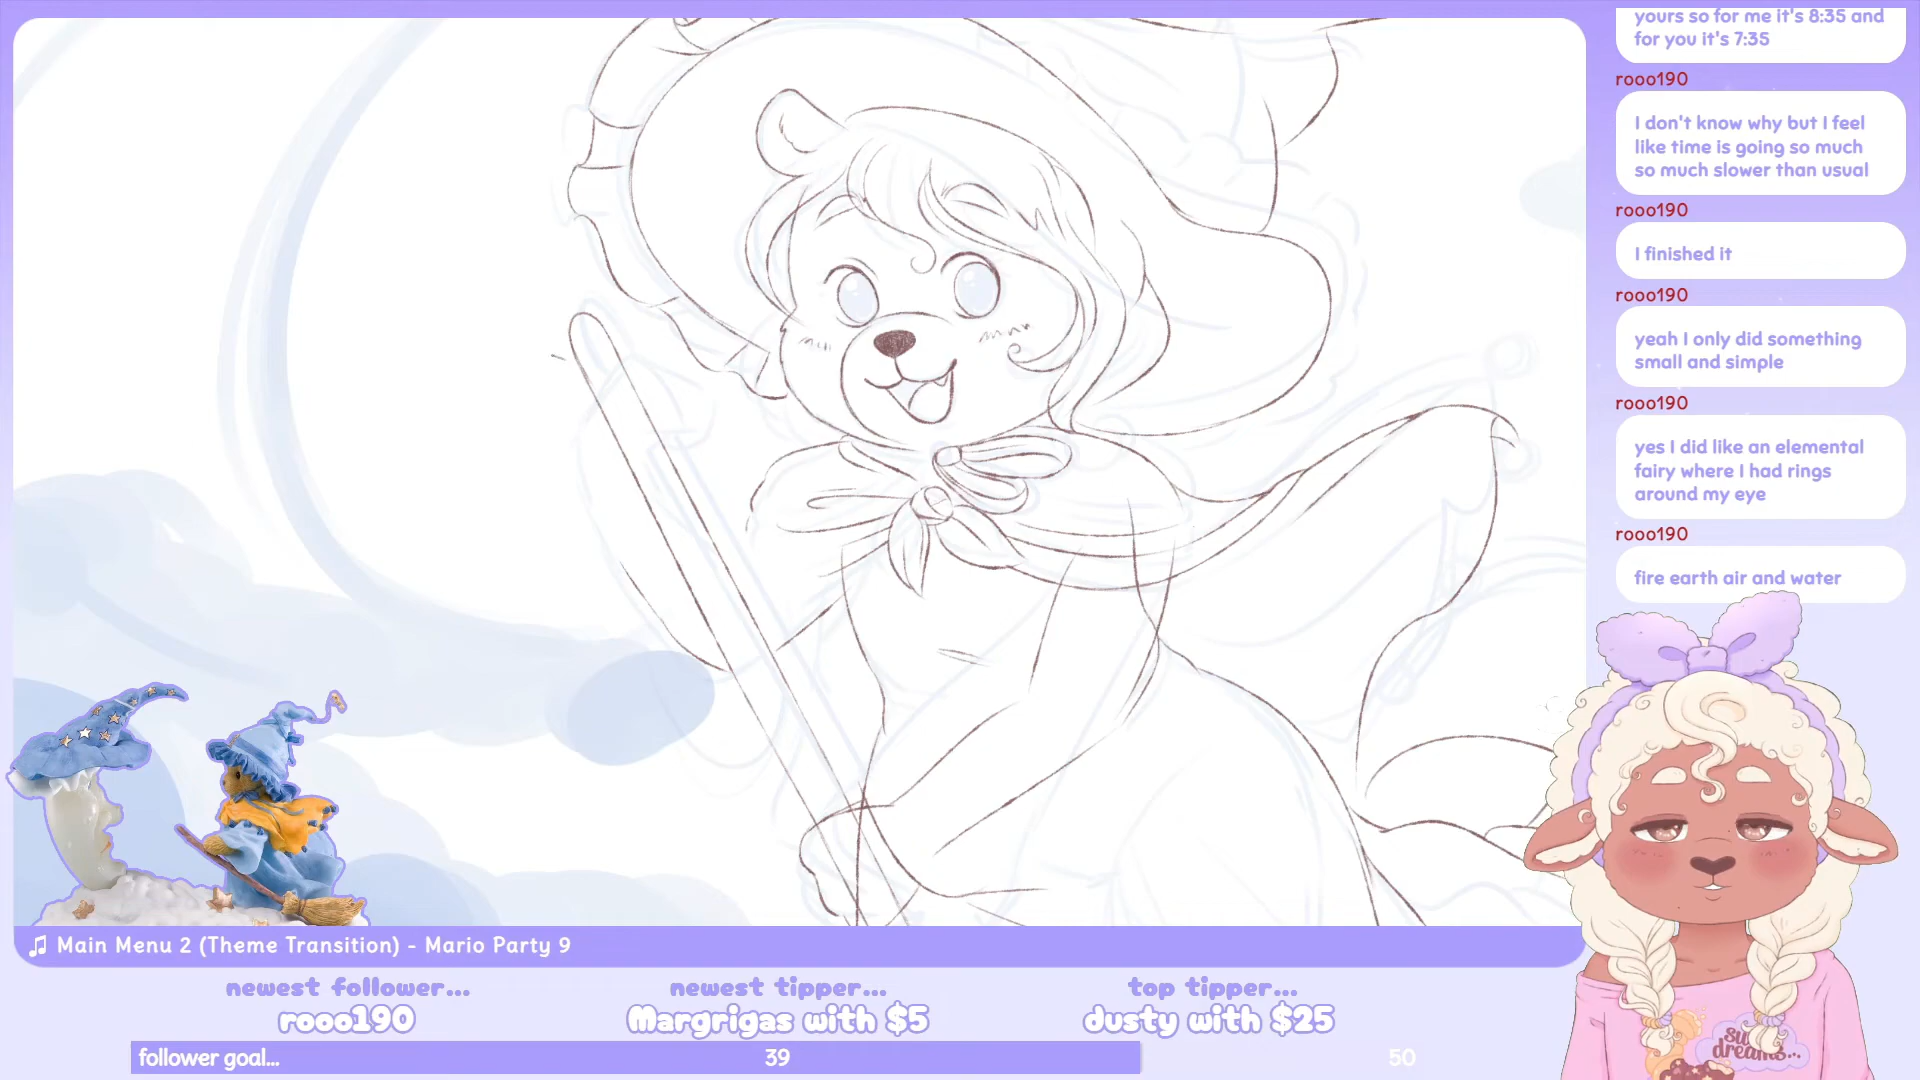 yours so for me it's 8:35 and
for you it's 7:35
rooo190
I don't know why but I feel
like time is going so much
so much slower than usual
rooo190
I finished it
rooo190
yeah I only did something
small and simple
rooo190
yes I did like an elemental
fairy where I had rings
around my eye
rooo190
fire earth air and water
Main Menu 2 (Theme Transition) - Mario Party 9
newest follower...
rooo190
newest tipper...
Margrigas with $5
top tipper...
dusty with $25
follower goal...
39
50
dreams...